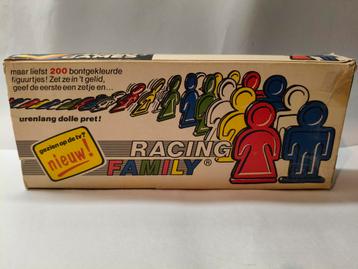 maar liefst 200 bontgekleurde
figuurtjes! Zet ze in 't gelid,
geef de eerste een zetje en...
urenlang dolle pret!
gezien op de tv?
nieuw!
RACING
FAMILY®